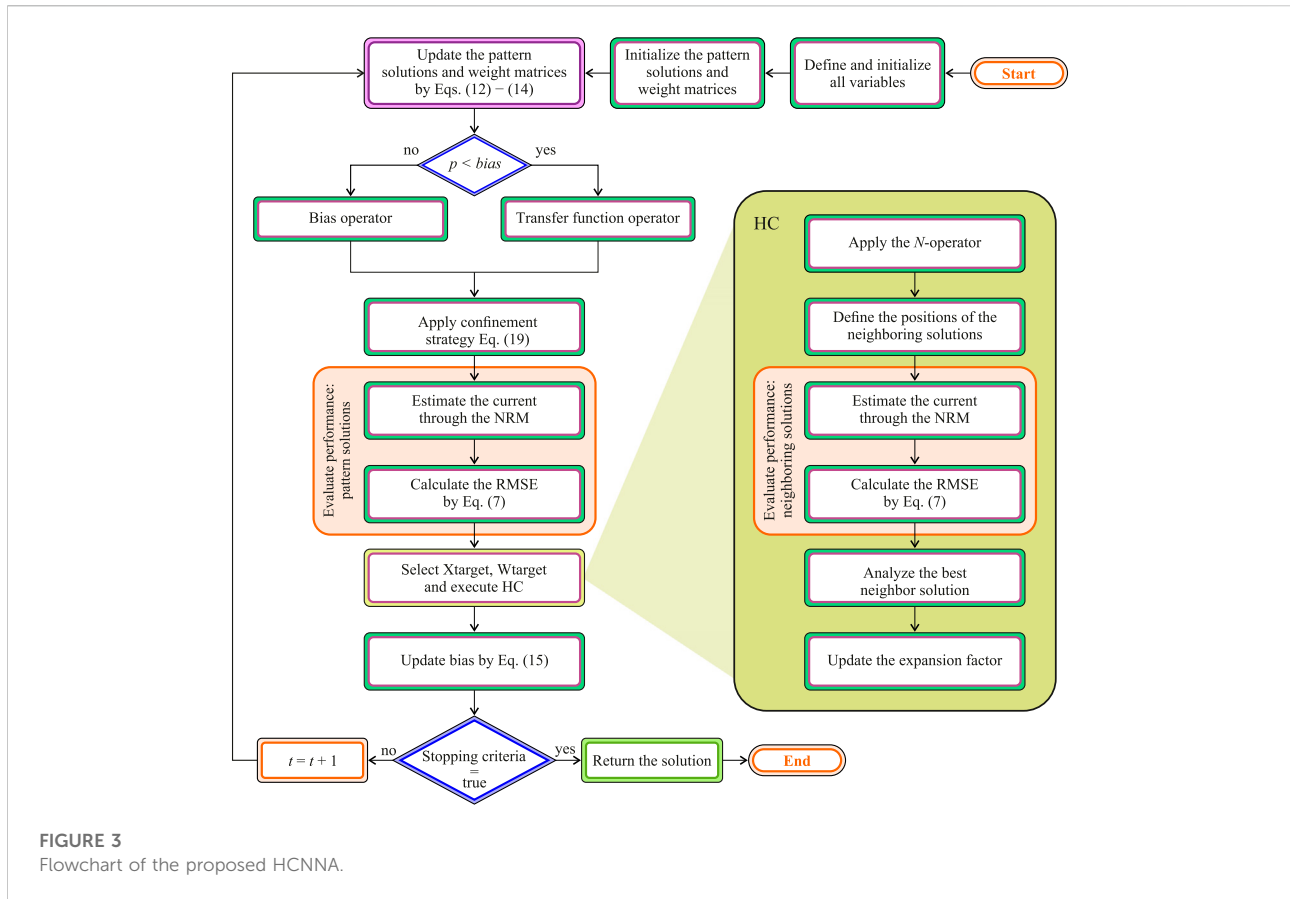 Start
Define and initialize
all variables
Initialize the pattern
solutions and
weight matrices
Update the pattern
solutions and weight matrices
by Eqs. (12) – (14)
p < bias
no
yes
Bias operator
Transfer function operator
Apply confinement
strategy Eq. (19)
Evaluate performance:
pattern solutions
Estimate the current
through the NRM
Calculate the RMSE
by Eq. (7)
Select Xtarget, Wtarget
and execute HC
Update bias by Eq. (15)
Stopping criteria
=
true
no
yes
t = t + 1
Return the solution
End
HC
Apply the N-operator
Define the positions of the
neighboring solutions
Evaluate performance:
neighboring solutions
Estimate the current
through the NRM
Calculate the RMSE
by Eq. (7)
Analyze the best
neighbor solution
Update the expansion factor
FIGURE 3
Flowchart of the proposed HCNNA.